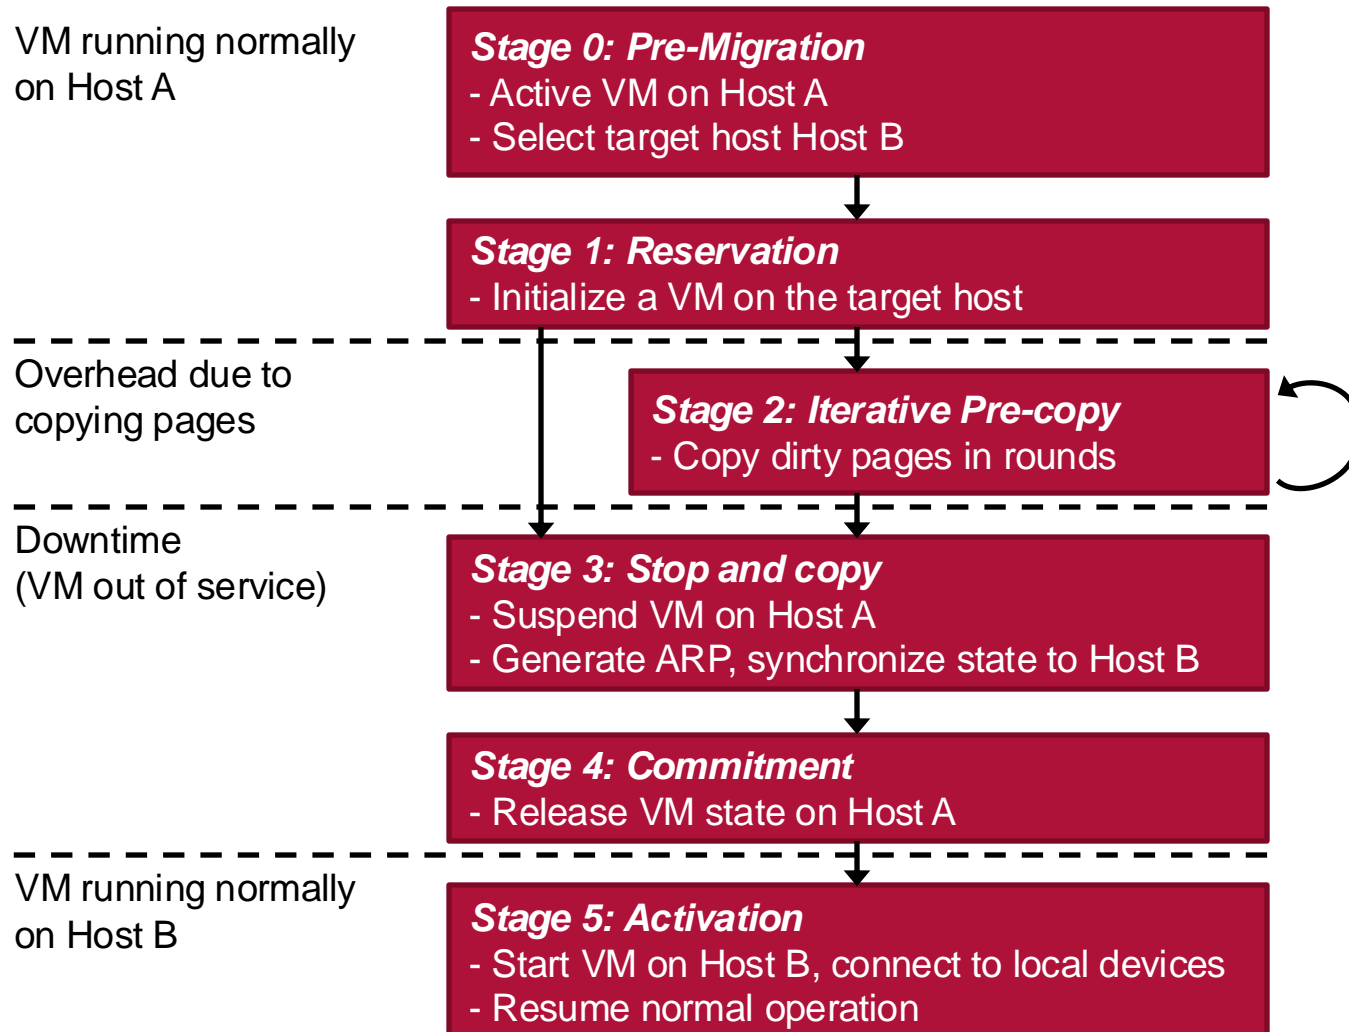 VM running normally
on Host A
Stage 0: Pre-Migration
- Active VM on Host A
- Select target host Host B
Stage 1: Reservation
- Initialize a VM on the target host
Overhead due to
copying pages
Stage 2: Iterative Pre-copy
- Copy dirty pages in rounds
Downtime
(VM out of service)
Stage 3: Stop and copy
- Suspend VM on Host A
- Generate ARP, synchronize state to Host B
Stage 4: Commitment
- Release VM state on Host A
VM running normally
on Host B
Stage 5: Activation
- Start VM on Host B, connect to local devices
- Resume normal operation